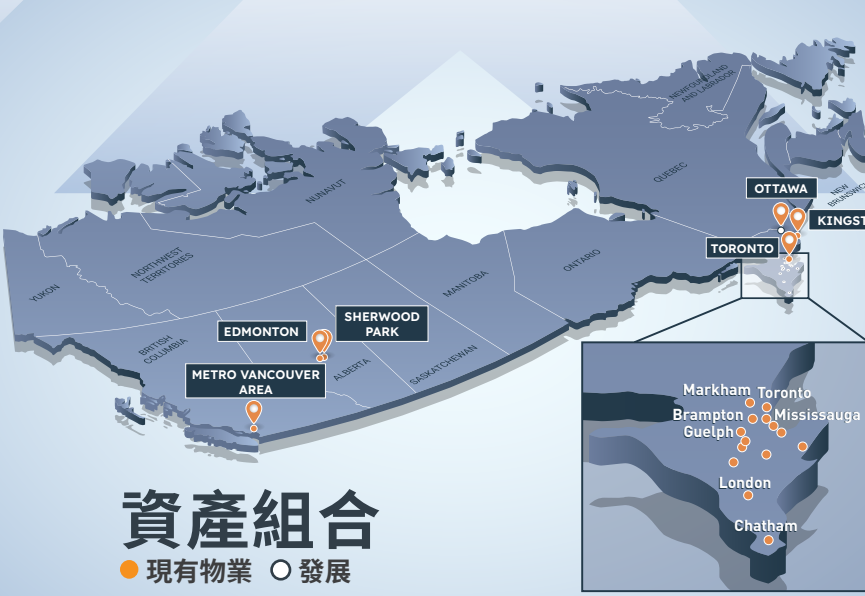 NEWFOUNDLAND
AND LABRADOR
QUEBEC
NEW
BRUNSWIC
NUNAVUT
OTTAWA
KINGST
TORONTO
NORTHWEST
TERRITORIES
YUKON
MANITOBA
ONTARIO
BRITISH
COLUMBIA
EDMONTON
SHERWOOD
PARK
ALBERTA
SASKATCHEWAN
METRO VANCOUVER
AREA
Markham
Toronto
Brampton
Mississauga
Guelph
London
Chatham
資產組合
現有物業
發展